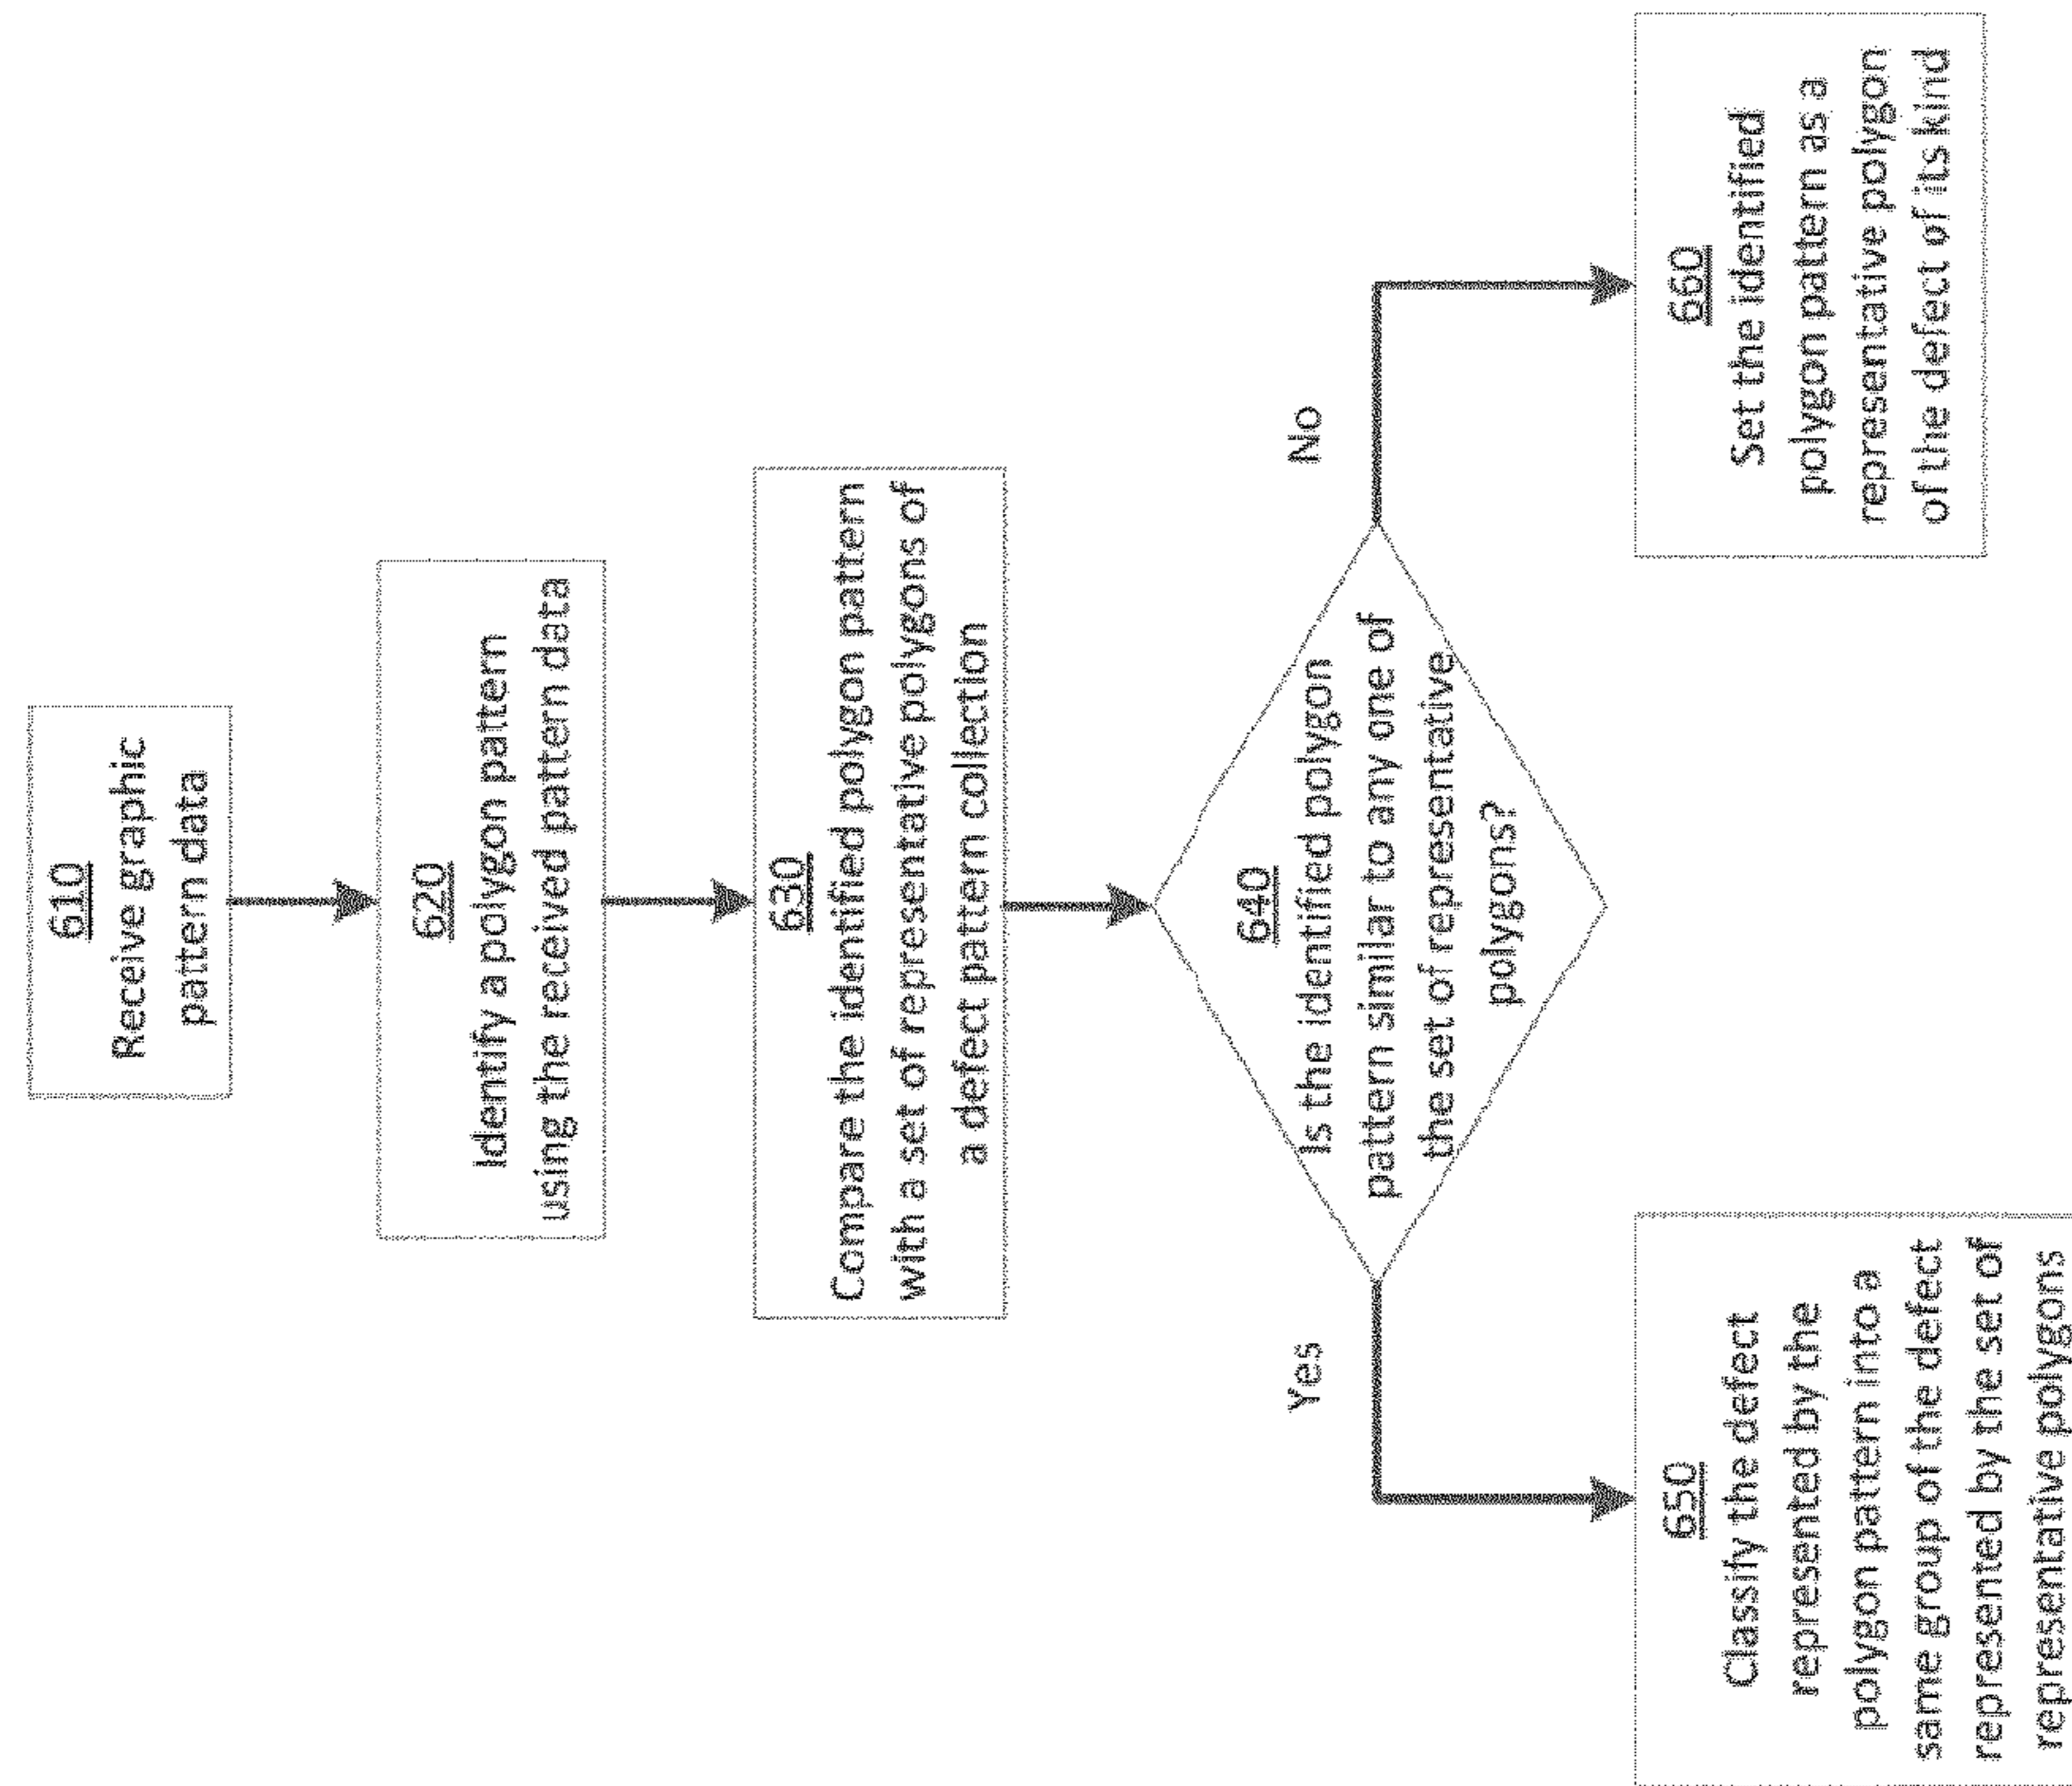 610
Receive graphic
pattern data
620
Identify a polygon pattern
using the received pattern data
630
Compare the identified polygon pattern
with a set of representative polygons of
a defect pattern collection
640
Is the identified polygon
pattern similar to any one of
the set of representative
polygons?
Yes
No
650
Classify the defect
represented by the
polygon pattern into a
same group of the defect
represented by the set of
representative polygons
660
Set the identified
polygon pattern as a
representative polygon
of the defect of its kind